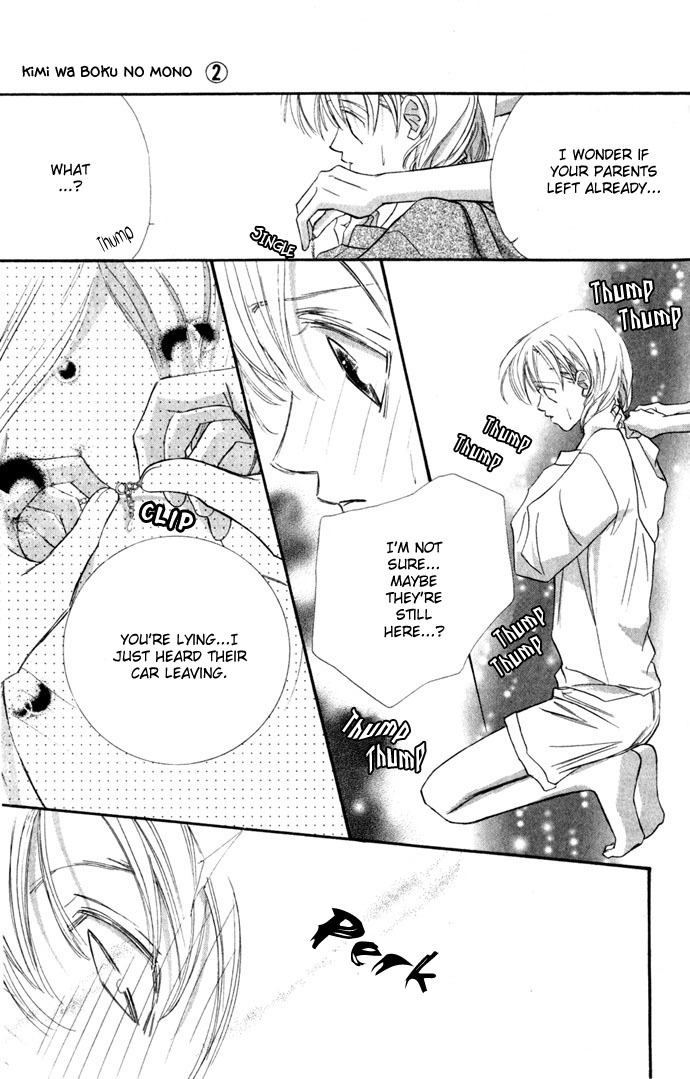 KIMI WA BOKU NO MONO 2
I WONDER IF
YOUR PARENTS
LEFT ALREADY...
WHAT
...?
Thump
JINGLE
Thump
Thump
Thump
Thump
I'M NOT
SURE...
MAYBE
THEY'RE
STILL
HERE...?
Thump
Thump
Thump
Thump
CLIP
YOU'RE LYING...I
JUST HEARD THEIR
CAR LEAVING.
Perk